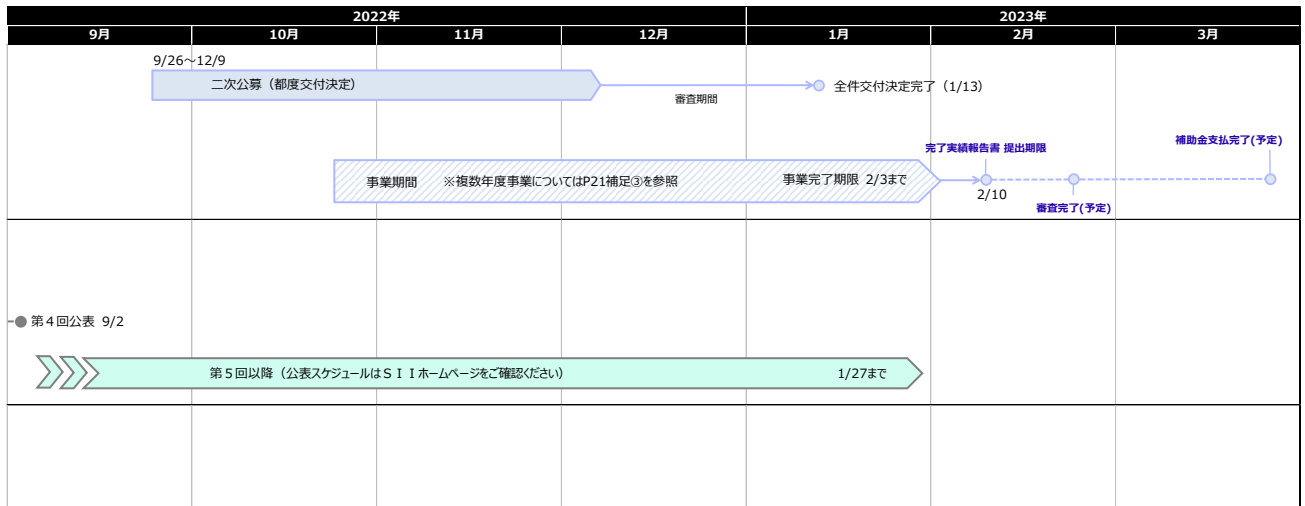 2022年
2023年
9月
10月
11月
12月
1月
2月
3月
9/26～12/9
二次公募（都度交付決定）
審査期間
全件交付決定完了（1/13）
事業期間 ※複数年度事業についてはP21補足③を参照
事業完了期限 2/3まで
完了実績報告書 提出期限
2/10
審査完了(予定)
補助金支払完了(予定)
第４回公表 9/2
第５回以降（公表スケジュールはＳＩＩホームページをご確認ください）
1/27まで